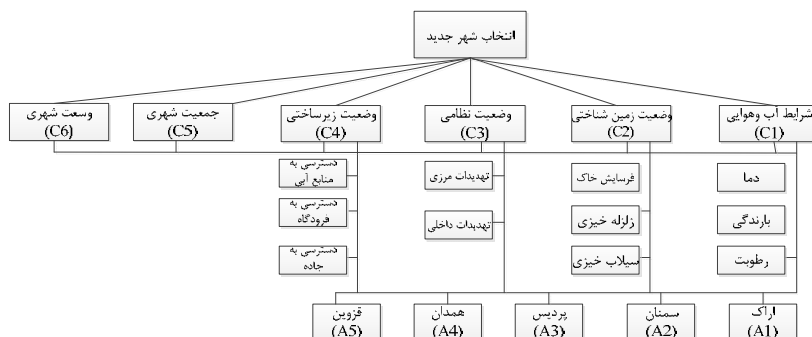 انتخاب شهر جدید
شرایط آب وهوایی
(C1)
وضعیت زمین شناختی
(C2)
وضعیت نظامی
(C3)
وضعیت زیرساختی
(C4)
جمعیت شهری
(C5)
وسعت شهری
(C6)
دما
بارندگی
رطوبت
فرسایش خاک
زلزله خیزی
سیلاب خیزی
تهدیدات مرزی
تهدیدات داخلی
دسترسی به
منابع آبی
دسترسی به
فرودگاه
دسترسی به
جاده
اراک
(A1)
سمنان
(A2)
پردیس
(A3)
همدان
(A4)
قزوین
(A5)